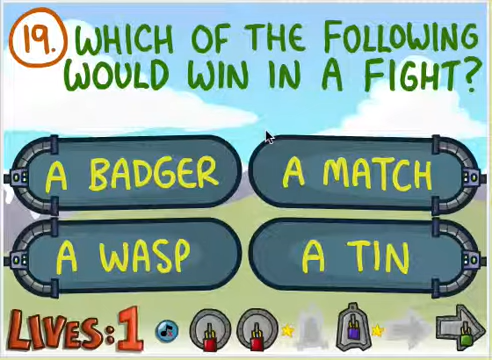 19. WHICH OF THE FOLLOWING
WOULD WIN IN A FIGHT?
A BADGER
A MATCH
A WASP
A TIN
LIVES:1